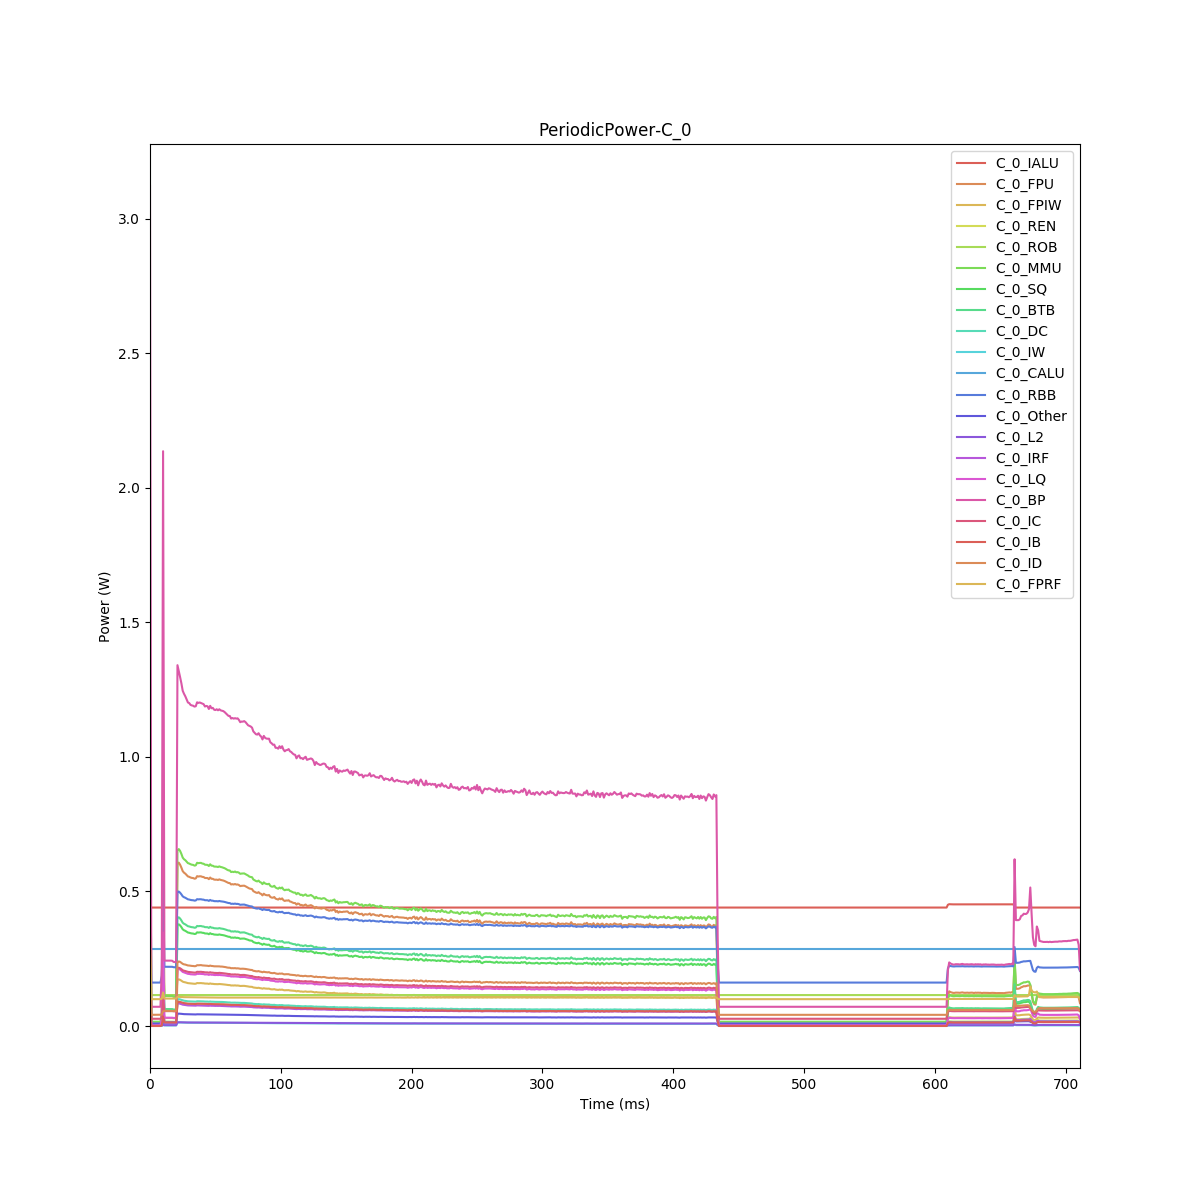 PeriodicPower-C_0
C_0_IALU
C_0_FPU
C_0_FPIW
C_0_REN
C_0_ROB
C_0_MMU
C_0_SQ
C_0_BTB
C_0_DC
C_0_IW
C_0_CALU
C_0_RBB
C_0_Other
C_0_L2
C_0_IRF
C_0_LQ
C_0_BP
C_0_IC
C_0_IB
C_0_ID
C_0_FPRF
3.0
2.5
2.0
1.5
1.0
0.5
0.0
Power (W)
0 100 200 300 400 500 600 700
Time (ms)